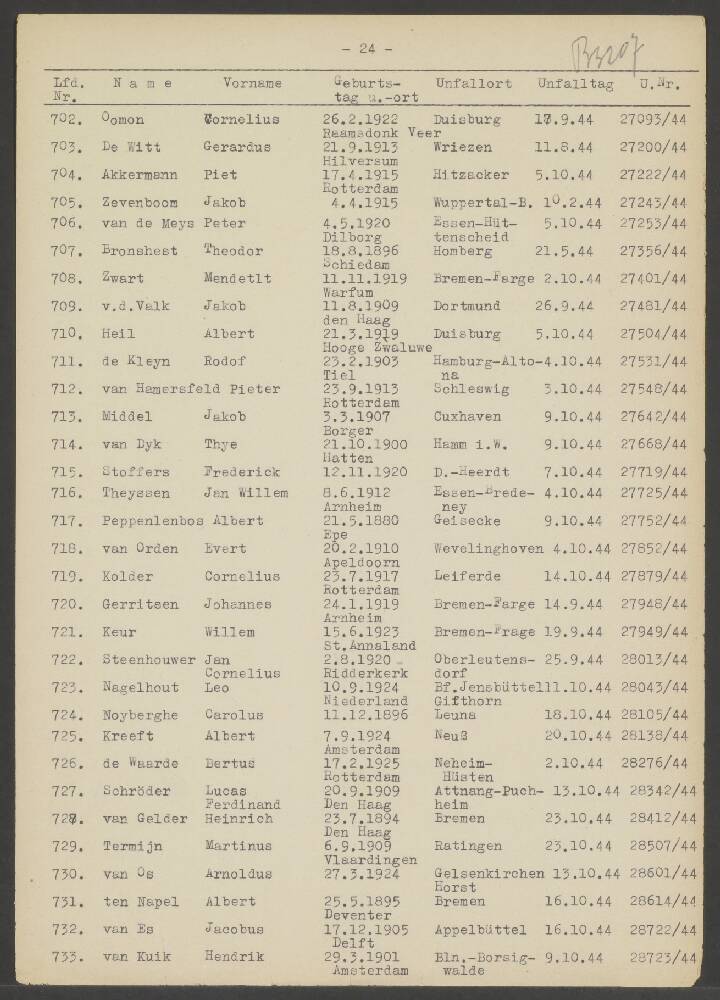 - 24 -
B3207
Lfd. Name Vorname Geburts- Unfallort Unfalltag U.Nr.
Nr. tag u.-ort
702. Oomon Cornelius 26.2.1922 Duisburg 17.9.44 27093/44
Raamsdonk Veer
703. De Witt Gerardus 21.9.1913 Wriezen 11.8.44 27200/44
Hilversum
704. Akkermann Piet 17.4.1915 Hitzacker 5.10.44 27222/44
Rotterdam
705. Zevenboom Jakob 4.4.1915 Wuppertal-B. 10.2.44 27243/44
706. van de Meys Peter 4.5.1920 Essen-Hüt- 5.10.44 27253/44
Dilborg tenscheid
707. Bronshest Theodor 18.8.1896 Homberg 21.5.44 27356/44
Schiedam
708. Zwart Mendetlt 11.11.1919 Bremen-Farge 2.10.44 27401/44
Warfum
709. v.d.Valk Jakob 11.8.1909 Dortmund 26.9.44 27481/44
den Haag
710. Heil Albert 21.3.1919 Duisburg 5.10.44 27504/44
Hooge Zwaluwe
711. de Kleyn Rodof 23.2.1903 Hamburg-Alto-4.10.44 27531/44
Tiel na
712. van Hamersfeld Pieter 23.9.1913 Schleswig 3.10.44 27548/44
Rotterdam
713. Middel Jakob 3.3.1907 Cuxhaven 9.10.44 27642/44
Borger
714. van Dyk Thye 21.10.1900 Hamm i.W. 9.10.44 27668/44
Hatten
715. Stoffers Frederick 12.11.1920 D.-Heerdt 7.10.44 27719/44
716. Theyssen Jan Willem 8.6.1912 Essen-Brede- 4.10.44 27725/44
Arnheim ney
717. Peppenlenbos Albert 21.5.1880 Geisecke 9.10.44 27752/44
Epe
718. van Orden Evert 20.2.1910 Wevelinghoven 4.10.44 27852/44
Apeldoorn
719. Kolder Cornelius 23.7.1917 Leiferde 14.10.44 27879/44
Rotterdam
720. Gerritsen Johannes 24.1.1919 Bremen-Farge 14.9.44 27948/44
Arnheim
721. Keur Willem 15.6.1923 Bremen-Frage 19.9.44 27949/44
St.Annaland
722. Steenhouwer Jan 2.8.1920 Oberleutens- 25.9.44 28013/44
Cornelius Ridderkerk dorf
723. Nagelhout Leo 10.9.1924 Bf.Jensbüttel11.10.44 28043/44
Niederland Gifthorn
724. Noyberghe Carolus 11.12.1896 Leuna 18.10.44 28105/44
725. Kreeft Albert 7.9.1924 Neuß 20.10.44 28138/44
Amsterdam
726. de Waarde Bertus 17.2.1925 Neheim- 2.10.44 28276/44
Rotterdam Hüsten
727. Schröder Lucas 20.9.1909 Attnang-Puch- 13.10.44 28342/44
Ferdinand Den Haag heim
728. van Gelder Heinrich 23.7.1894 Bremen 23.10.44 28412/44
Den Haag
729. Termijn Martinus 6.9.1909 Ratingen 23.10.44 28507/44
Vlaardingen
730. van Os Arnoldus 27.3.1924 Gelsenkirchen 13.10.44 28601/44
Horst
731. ten Napel Albert 25.5.1895 Bremen 16.10.44 28614/44
Deventer
732. van Es Jacobus 17.12.1905 Appelbüttel 16.10.44 28722/44
Delft
733. van Kuik Hendrik 29.3.1901 Bln.-Borsig- 9.10.44 28723/44
Amsterdam walde